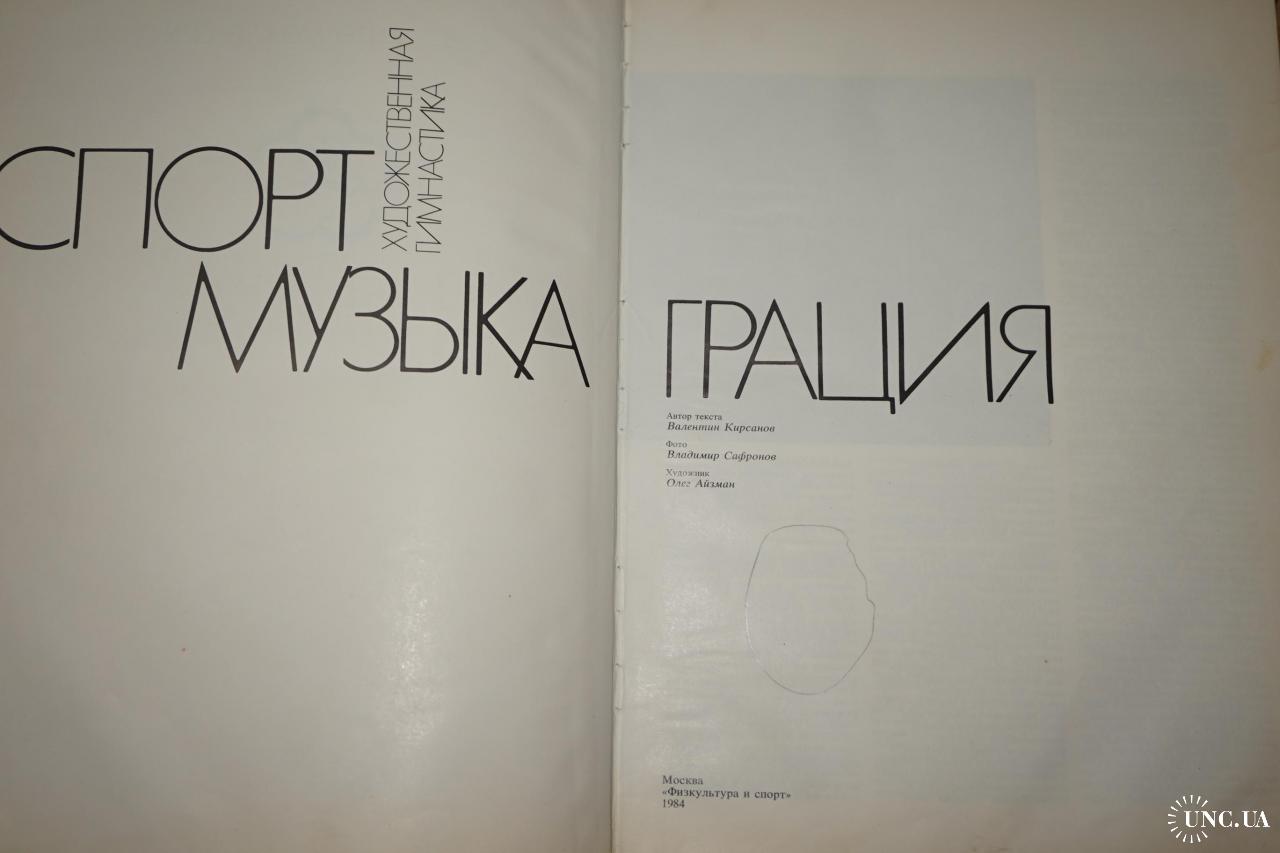 СПОРТ
ХУДОЖЕСТВЕННАЯ
ГИМНАСТИКА
МУЗЫКА
ГРАЦИЯ
Автор текста
Валентин Кирсанов
Фото
Владимир Сафронов
Художник
Олег Айзман
Москва
«Физкультура и спорт»
1984
UNC.UA